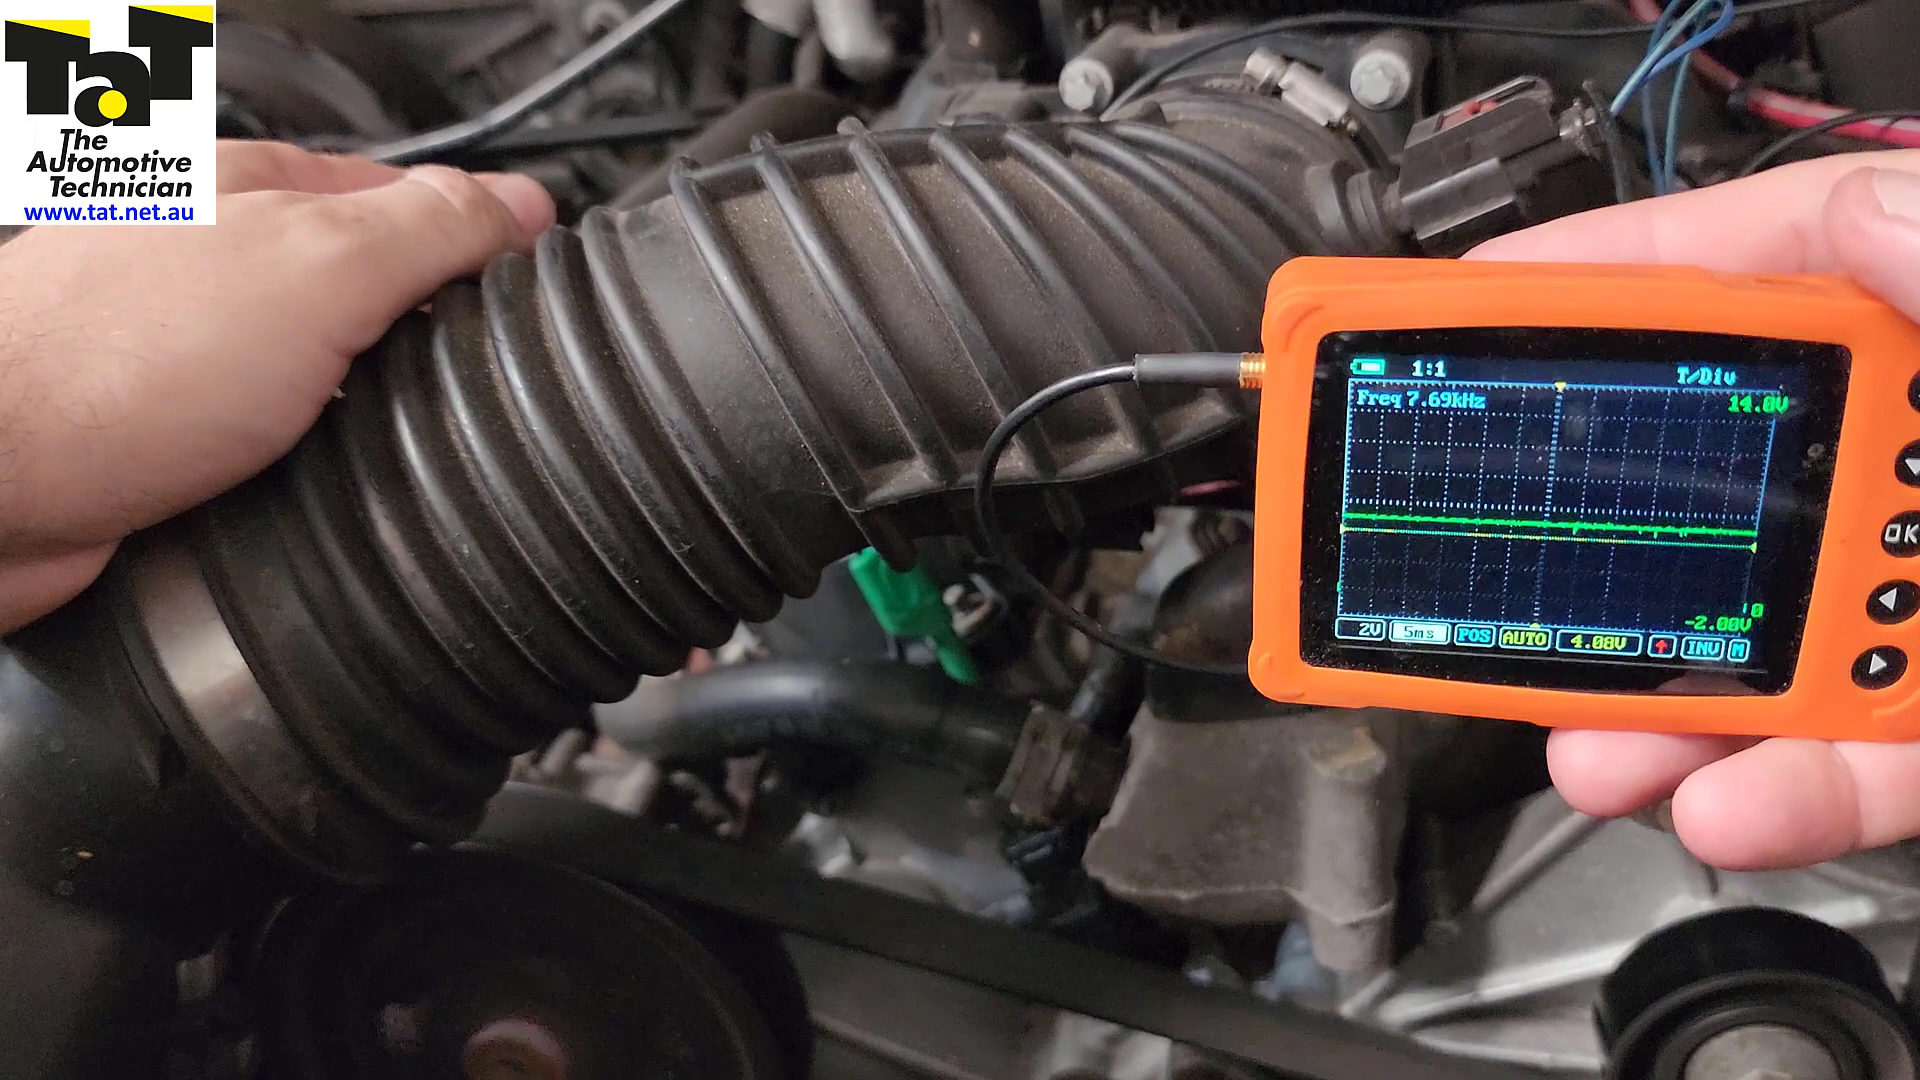 TaT
The
Automotive
Technician
www.tat.net.au
1:1
T/Div
Freq 7.69kHz
14.0V
-2.00V
2V 5ms POS AUTO 4.08V INV M
OK